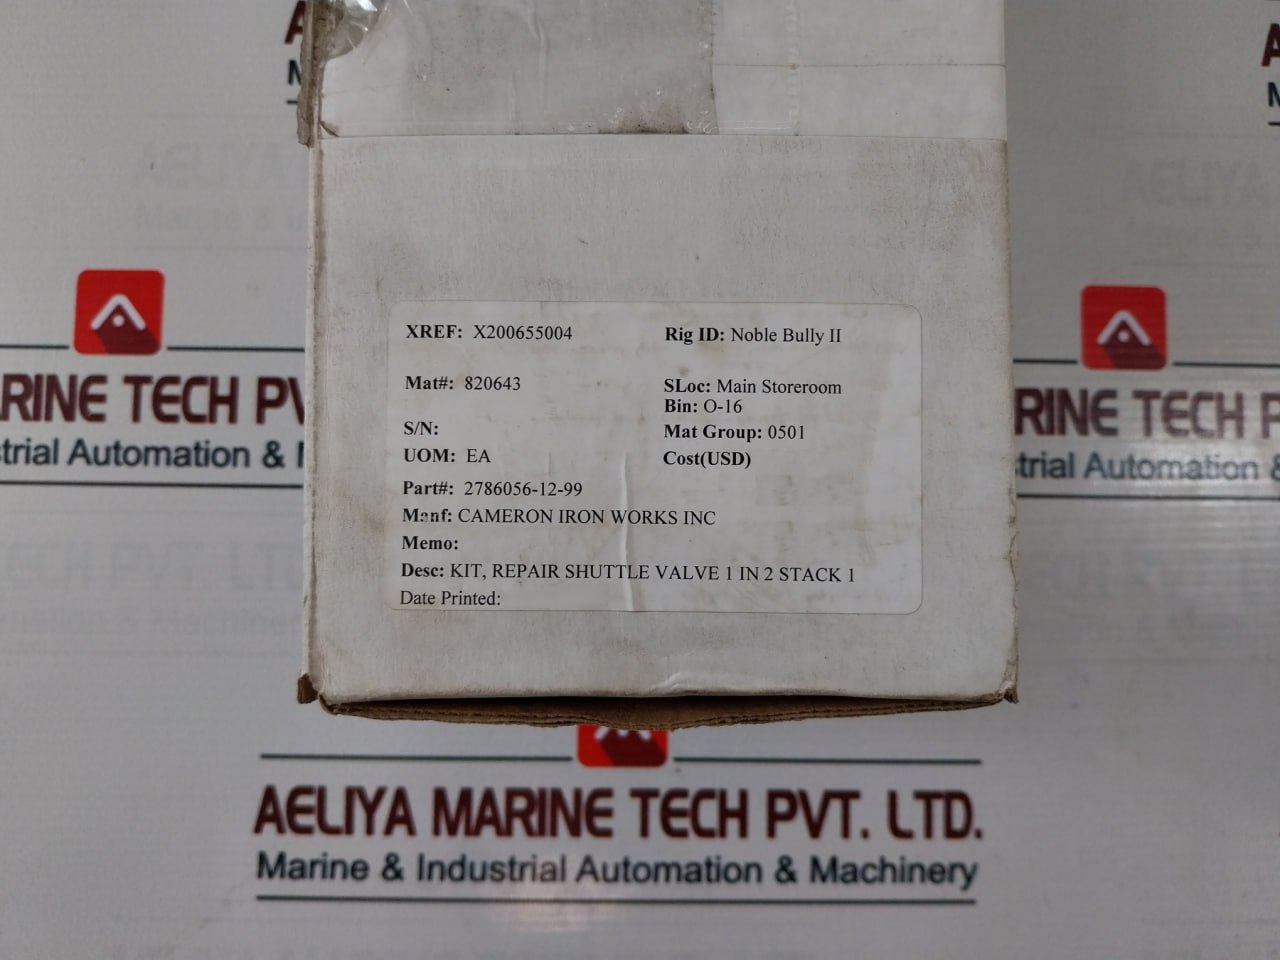 XREF: X200655004 Rig ID: Noble Bully II
Mat#: 820643 SLoc: Main Storeroom
Bin: O-16
S/N: Mat Group: 0501
UOM: EA Cost(USD)
Part#: 2786056-12-99
Manf: CAMERON IRON WORKS INC
Memo:
Desc: KIT, REPAIR SHUTTLE VALVE 1 IN 2 STACK 1
Date Printed:
RINE TECH PV
strial Automation &
RINE TECH P
strial Automation &
AELIYA MARINE TECH PVT. LTD.
Marine & Industrial Automation & Machinery